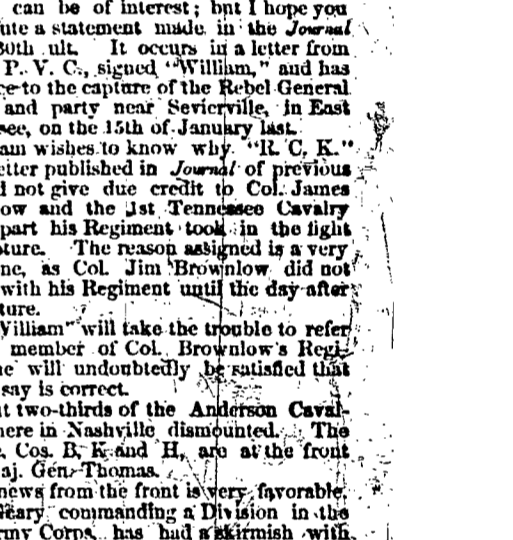 can be of interest; but I hope you
ute a statement made in the Journal
30th ult. It occurs in a letter from
P. V. C., signed "William," and has
ce to the capture of the Rebel General
and party near Sevierville, in East
see, on the 15th of January last.
am wishes to know why "R. C. K."
etter published in Journal of previous
d not give due credit to Col. James
ow and the 1st Tennessee Cavalry
part his Regiment took in the fight
ture. The reason assigned is a very
ne, as Col. Jim Brownlow did not
with his Regiment until the day after
ture.
William" will take the trouble to refer
member of Col. Brownlow's Regi-
he will undoubtedly be satisfied that
say is correct.
t two-thirds of the Anderson Caval-
here in Nashville dismounted. The
Cos. B, K and H, are at the front
aj. Gen. Thomas.
news from the front is very favorable.
Geary commanding a Division in the
rmy Corps, has had a skirmish with